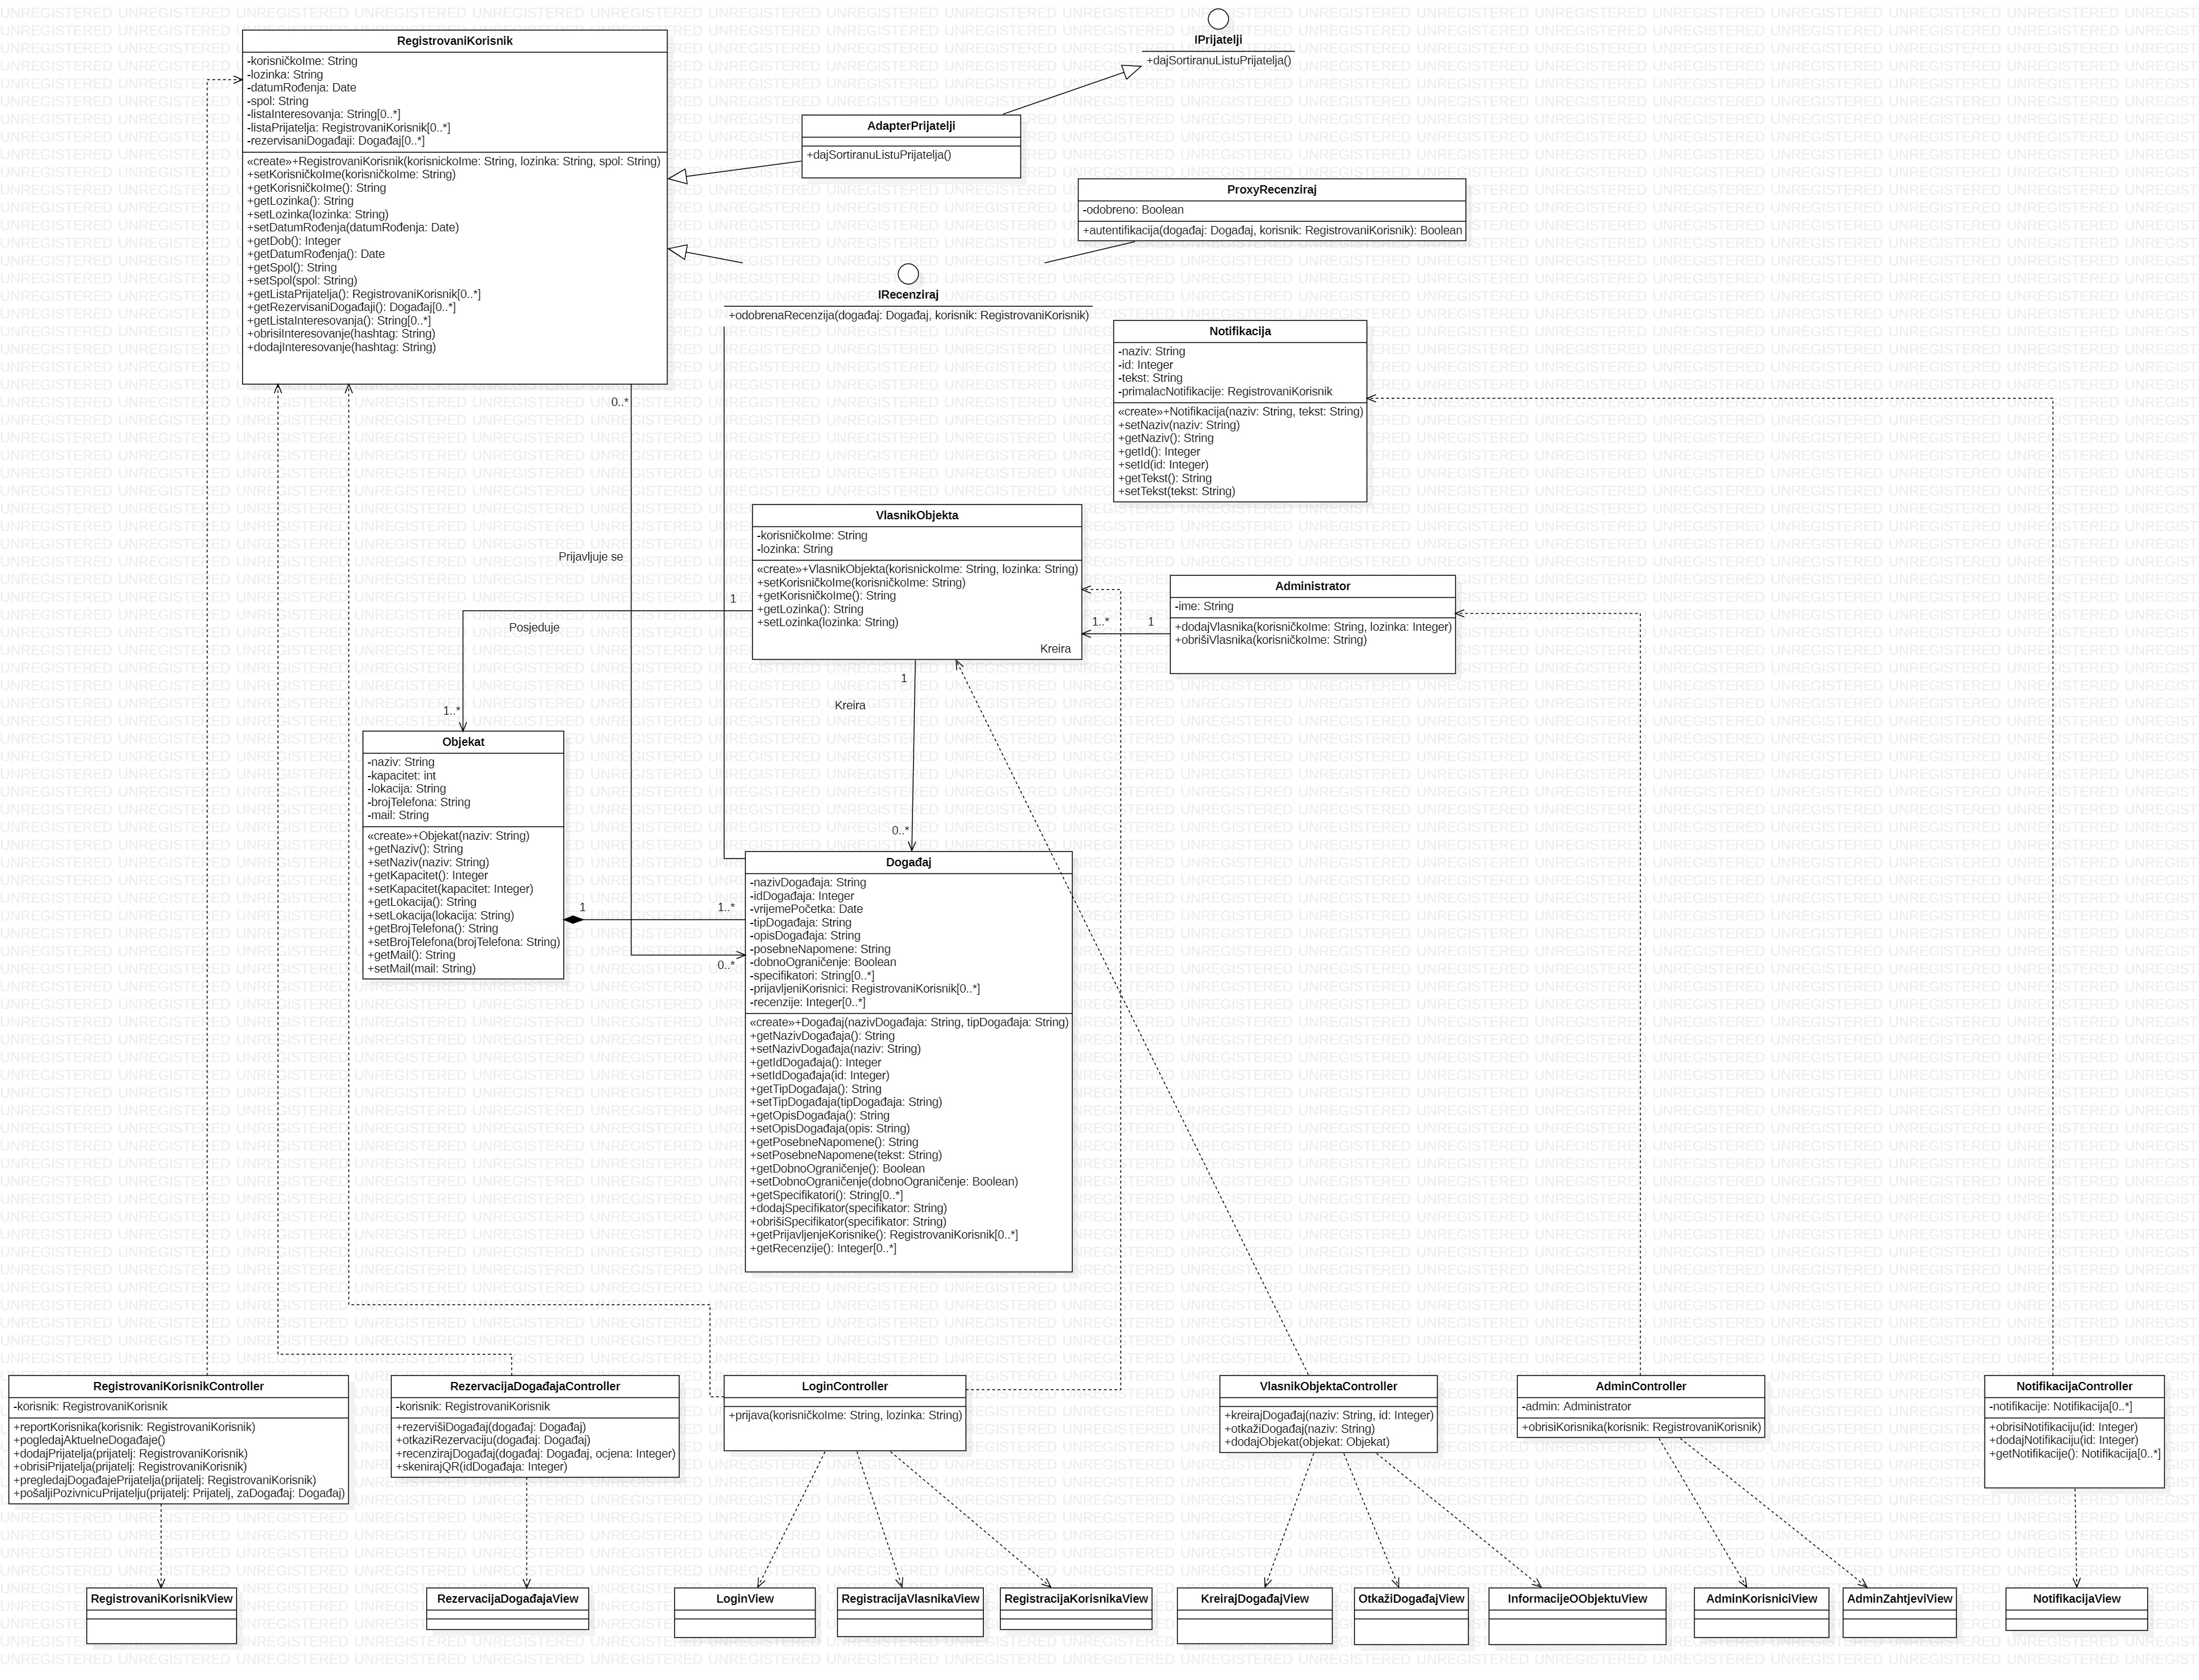 IPrijatelji
+dajSortiranuListuPrijatelja()
RegistrovaniKorisnik
-korisničkoIme: String
-lozinka: String
-datumRođenja: Date
-spol: String
-listaInteresovanja: String[0..*]
-listaPrijatelja: RegistrovaniKorisnik[0..*]
-rezervisaniDogađaji: Događaj[0..*]
«create»+RegistrovaniKorisnik(korisnickoIme: String, lozinka: String, spol: String)
+setKorisničkoIme(korisničkoIme: String)
+getKorisničkoIme(): String
+getLozinka(): String
+setLozinka(lozinka: String)
+setDatumRođenja(datumRođenja: Date)
+getDob(): Integer
+getDatumRođenja(): Date
+getSpol(): String
+setSpol(spol: String)
+getListaPrijatelja(): RegistrovaniKorisnik[0..*]
+getRezervisaniDogađaji(): Događaj[0..*]
+getListaInteresovanja(): String[0..*]
+obrisiInteresovanje(hashtag: String)
+dodajInteresovanje(hashtag: String)
AdapterPrijatelji
+dajSortiranuListuPrijatelja()
ProxyRecenziraj
-odobreno: Boolean
+autentifikacija(događaj: Događaj, korisnik: RegistrovaniKorisnik): Boolean
IRecenziraj
+odobrenaRecenzija(događaj: Događaj, korisnik: RegistrovaniKorisnik)
Notifikacija
-naziv: String
-id: Integer
-tekst: String
-primalacNotifikacije: RegistrovaniKorisnik
«create»+Notifikacija(naziv: String, tekst: String)
+setNaziv(naziv: String)
+getNaziv(): String
+getId(): Integer
+setId(id: Integer)
+getTekst(): String
+setTekst(tekst: String)
0..*
Prijavljuje se
VlasnikObjekta
-korisničkoIme: String
-lozinka: String
«create»+VlasnikObjekta(korisnickoIme: String, lozinka: String)
+setKorisničkoIme(korisničkoIme: String)
+getKorisničkoIme(): String
+getLozinka(): String
+setLozinka(lozinka: String)
Kreira
1
Posjeduje
1..*
1..*
1
Administrator
-ime: String
+dodajVlasnika(korisničkoIme: String, lozinka: Integer)
+obrišiVlasnika(korisničkoIme: String)
1
Kreira
0..*
Objekat
-naziv: String
-kapacitet: int
-lokacija: String
-brojTelefona: String
-mail: String
«create»+Objekat(naziv: String)
+getNaziv(): String
+setNaziv(naziv: String)
+getKapacitet(): Integer
+setKapacitet(kapacitet: Integer)
+getLokacija(): String
+setLokacija(lokacija: String)
+getBrojTelefona(): String
+setBrojTelefona(brojTelefona: String)
+getMail(): String
+setMail(mail: String)
1
1..*
0..*
Događaj
-nazivDogađaja: String
-idDogađaja: Integer
-vrijemePočetka: Date
-tipDogađaja: String
-opisDogađaja: String
-posebneNapomene: String
-dobnoOgraničenje: Boolean
-specifikatori: String[0..*]
-prijavljeniKorisnici: RegistrovaniKorisnik[0..*]
-recenzije: Integer[0..*]
«create»+Događaj(nazivDogađaja: String, tipDogađaja: String)
+getNazivDogađaja(): String
+setNazivDogađaja(naziv: String)
+getIdDogađaja(): Integer
+setIdDogađaja(id: Integer)
+getTipDogađaja(): String
+setTipDogađaja(tipDogađaja: String)
+getOpisDogađaja(): String
+setOpisDogađaja(opis: String)
+getPosebneNapomene(): String
+setPosebneNapomene(tekst: String)
+getDobnoOgraničenje(): Boolean
+setDobnoOgraničenje(dobnoOgraničenje: Boolean)
+getSpecifikatori(): String[0..*]
+dodajSpecifikator(specifikator: String)
+obrišiSpecifikator(specifikator: String)
+getPrijavljenjeKorisnike(): RegistrovaniKorisnik[0..*]
+getRecenzije(): Integer[0..*]
RegistrovaniKorisnikController
-korisnik: RegistrovaniKorisnik
+reportKorisnika(korisnik: RegistrovaniKorisnik)
+pogledajAktuelneDogađaje()
+dodajPrijatelja(prijatelj: RegistrovaniKorisnik)
+obrisiPrijatelja(prijatelj: RegistrovaniKorisnik)
+pregledajDogađajePrijatelja(prijatelj: RegistrovaniKorisnik)
+pošaljiPozivnicuPrijatelju(prijatelj: Prijatelj, zaDogađaj: Događaj)
RezervacijaDogađajaController
-korisnik: RegistrovaniKorisnik
+rezervišiDogađaj(događaj: Događaj)
+otkaziRezervaciju(događaj: Događaj)
+recenzirajDogađaj(događaj: Događaj, ocjena: Integer)
+skenirajQR(idDogađaja: Integer)
LoginController
+prijava(korisničkoIme: String, lozinka: String)
VlasnikObjektaController
+kreirajDogađaj(naziv: String, id: Integer)
+otkažiDogađaj(naziv: String)
+dodajObjekat(objekat: Objekat)
AdminController
-admin: Administrator
+obrisiKorisnika(korisnik: RegistrovaniKorisnik)
NotifikacijaController
-notifikacije: Notifikacija[0..*]
+obrisiNotifikaciju(id: Integer)
+dodajNotifikaciju(id: Integer)
+getNotifikacije(): Notifikacija[0..*]
RegistrovaniKorisnikView
RezervacijaDogađajaView
LoginView
RegistracijaVlasnikaView
RegistracijaKorisnikaView
KreirajDogađajView
OtkažiDogađajView
InformacijeOObjektuView
AdminKorisniciView
AdminZahtjeviView
NotifikacijaView